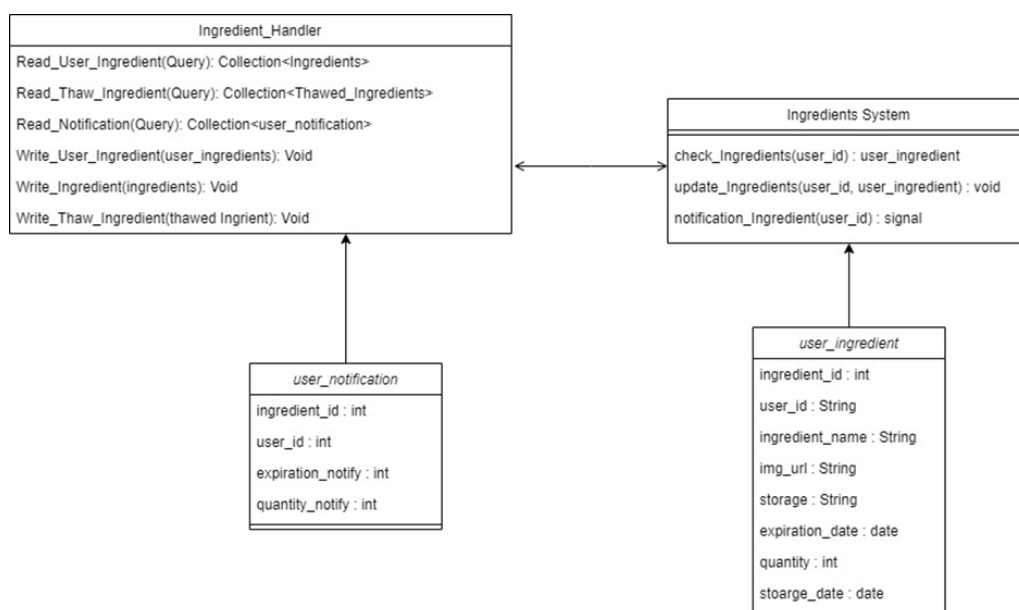 Ingredient_Handler
Read_User_Ingredient(Query): Collection<Ingredients>
Read_Thaw_Ingredient(Query): Collection<Thawed_Ingredients>
Read_Notification(Query): Collection<user_notification>
Write_User_Ingredient(user_ingredients): Void
Write_Ingredient(ingredients): Void
Write_Thaw_Ingredient(thawed Ingrient): Void
Ingredients System
check_Ingredients(user_id) : user_ingredient
update_Ingredients(user_id, user_ingredient) : void
notification_Ingredient(user_id) : signal
user_notification
ingredient_id : int
user_id : int
expiration_notify : int
quantity_notify : int
user_ingredient
ingredient_id : int
user_id : String
ingredient_name : String
img_url : String
storage : String
expiration_date : date
quantity : int
stoarge_date : date